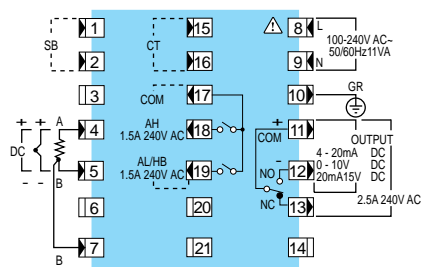 1 15 8 L
SB CT 100-240V AC~
50/60Hz11VA
2 16 9 N
3 COM 17 10 GR
+ + A 4 AH 18 + 11
1.5A 240V AC COM OUTPUT
DC 4 - 20mA DC
0 - 10V DC
20mA15V DC
AL/HB 19 NO - 12
1.5A 240V AC
- - B 5 2.5A 240V AC
6 20 NC 13
7 21 14
B